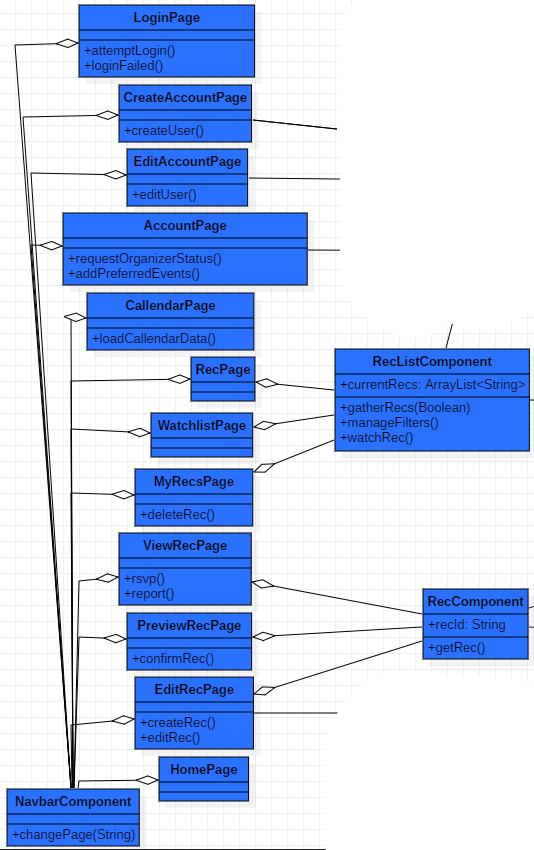 LoginPage
+attemptLogin()
+loginFailed()
CreateAccountPage
+createUser()
EditAccountPage
+editUser()
AccountPage
+requestOrganizerStatus()
+addPreferredEvents()
CallendarPage
+loadCallendarData()
RecPage
RecListComponent
+currentRecs: ArrayList<String>
+gatherRecs(Boolean)
+manageFilters()
+watchRec()
WatchlistPage
MyRecsPage
+deleteRec()
ViewRecPage
+rsvp()
+report()
RecComponent
+recId: String
+getRec()
PreviewRecPage
+confirmRec()
EditRecPage
+createRec()
+editRec()
HomePage
NavbarComponent
+changePage(String)